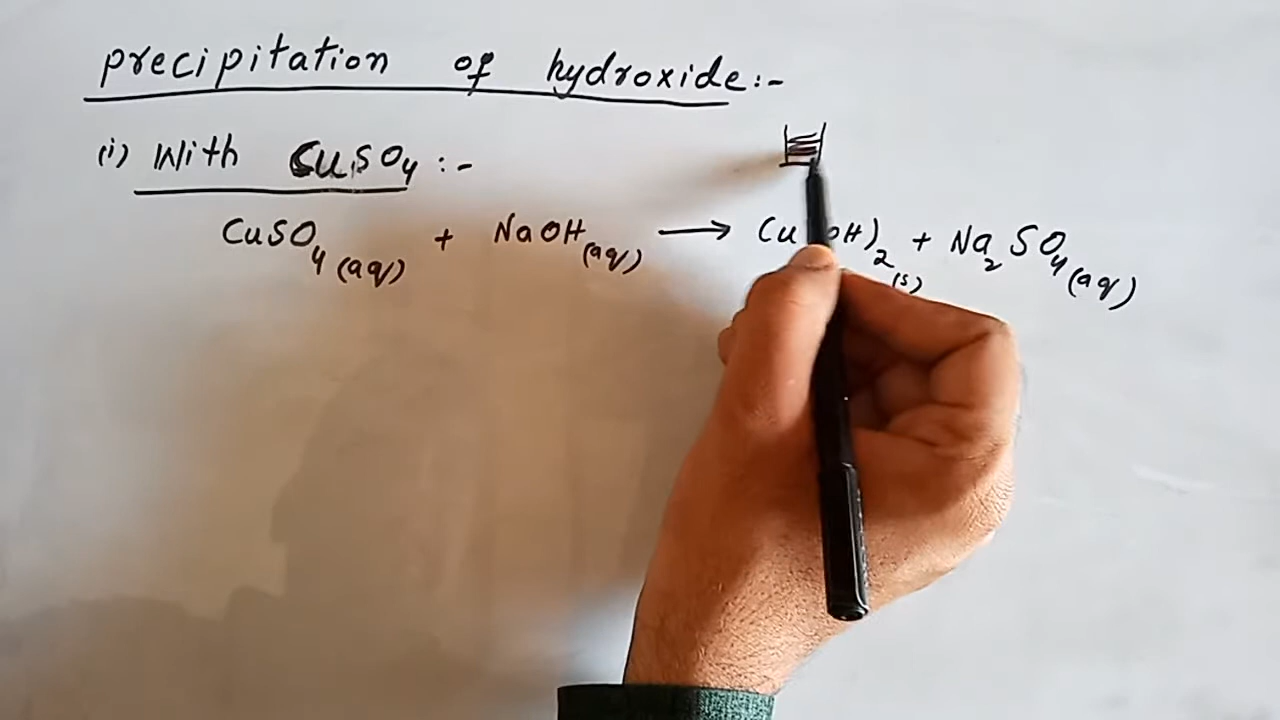 precipitation of hydroxide:-
(i) With CuSO4:-
CuSO4(aq) + NaOH(aq) → Cu(OH)2(s) + Na2SO4(aq)